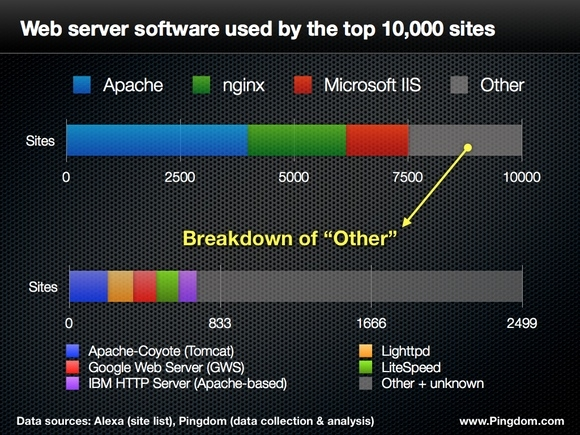 Web server software used by the top 10,000 sites
Apache nginx Microsoft IIS Other
Sites
0 2500 5000 7500 10000
Breakdown of “Other”
Sites
0 833 1666 2499
Apache-Coyote (Tomcat) Lighttpd
Google Web Server (GWS) LiteSpeed
IBM HTTP Server (Apache-based) Other + unknown
Data sources: Alexa (site list), Pingdom (data collection & analysis) www.Pingdom.com